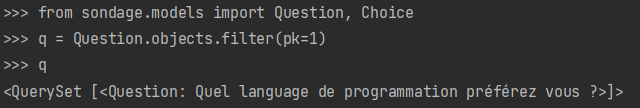 >>> from sondage.models import Question, Choice
>>> q = Question.objects.filter(pk=1)
>>> q
<QuerySet [<Question: Quel language de programmation préférez vous ?>]>